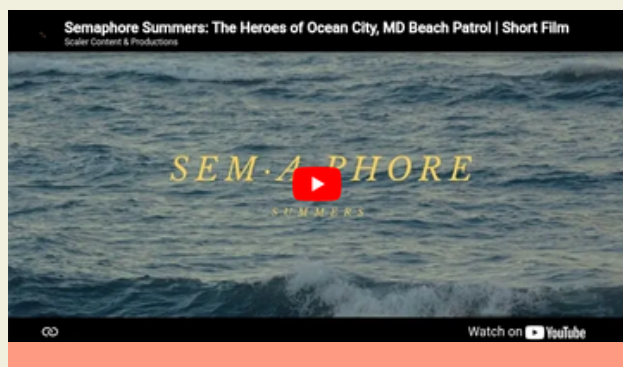 Semaphore Summers: The Heroes of Ocean City, MD Beach Patrol | Short Film
Scaler Content & Productions
SEM·A PHORE
SUMMERS
Watch on YouTube